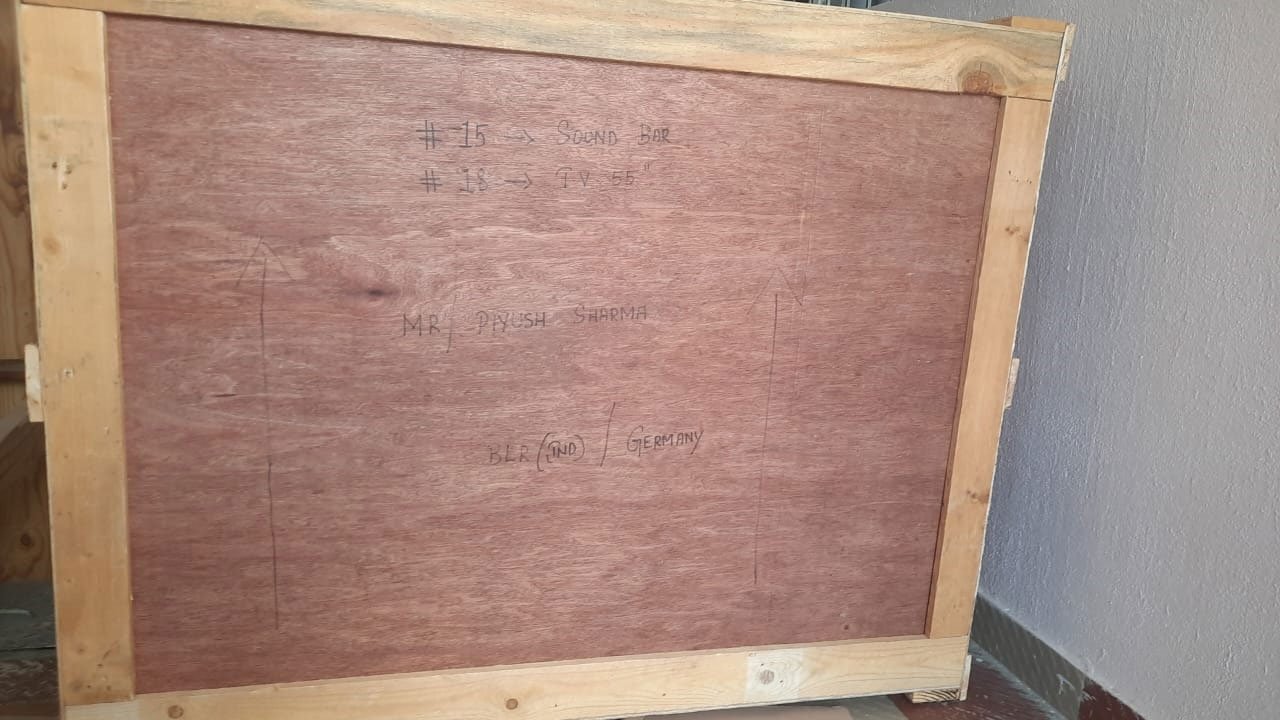 # 15 → SOUND BAR
# 18 → TV 55"
MR/ PIYUSH SHARMA
BLR (IND) / GERMANY